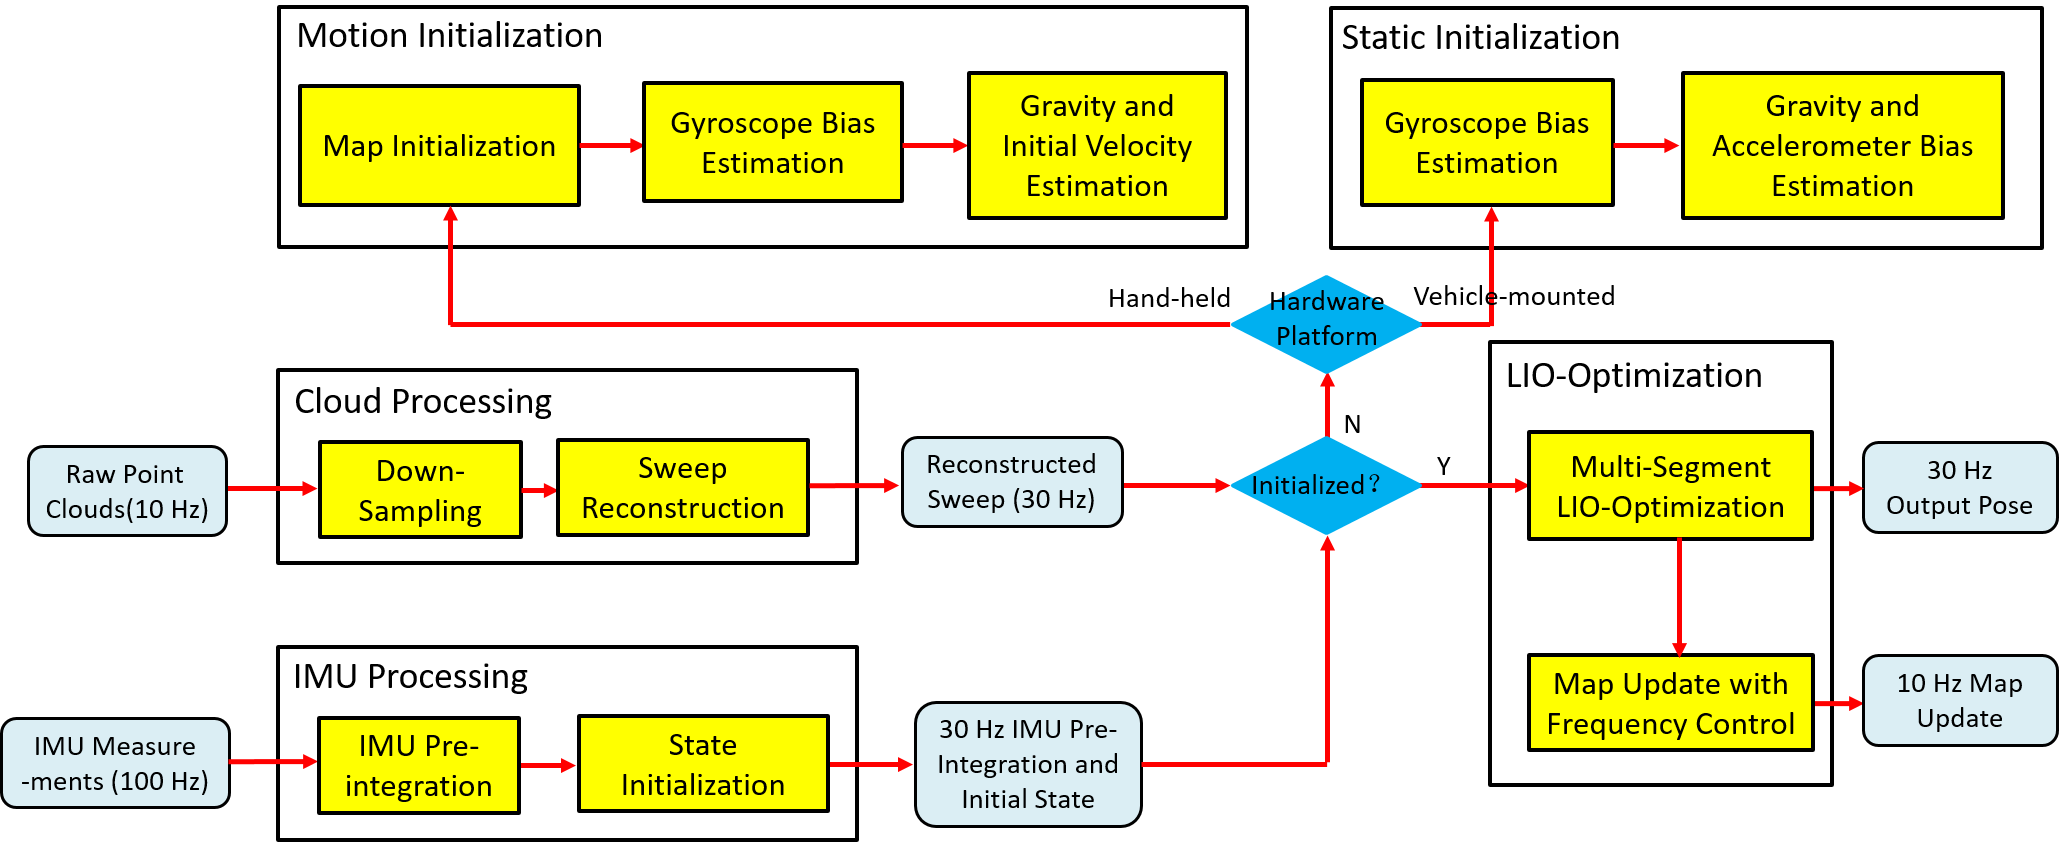 Motion Initialization
Map Initialization
Gyroscope Bias
Estimation
Gravity and
Initial Velocity
Estimation
Static Initialization
Gyroscope Bias
Estimation
Gravity and
Accelerometer Bias
Estimation
Hand-held
Hardware
Platform
Vehicle-mounted
Cloud Processing
Raw Point
Clouds(10 Hz)
Down-
Sampling
Sweep
Reconstruction
Reconstructed
Sweep (30 Hz)
N
Initialized?
Y
LIO-Optimization
Multi-Segment
LIO-Optimization
30 Hz
Output Pose
Map Update with
Frequency Control
10 Hz Map
Update
IMU Processing
IMU Measure
-ments (100 Hz)
IMU Pre-
integration
State
Initialization
30 Hz IMU Pre-
Integration and
Initial State